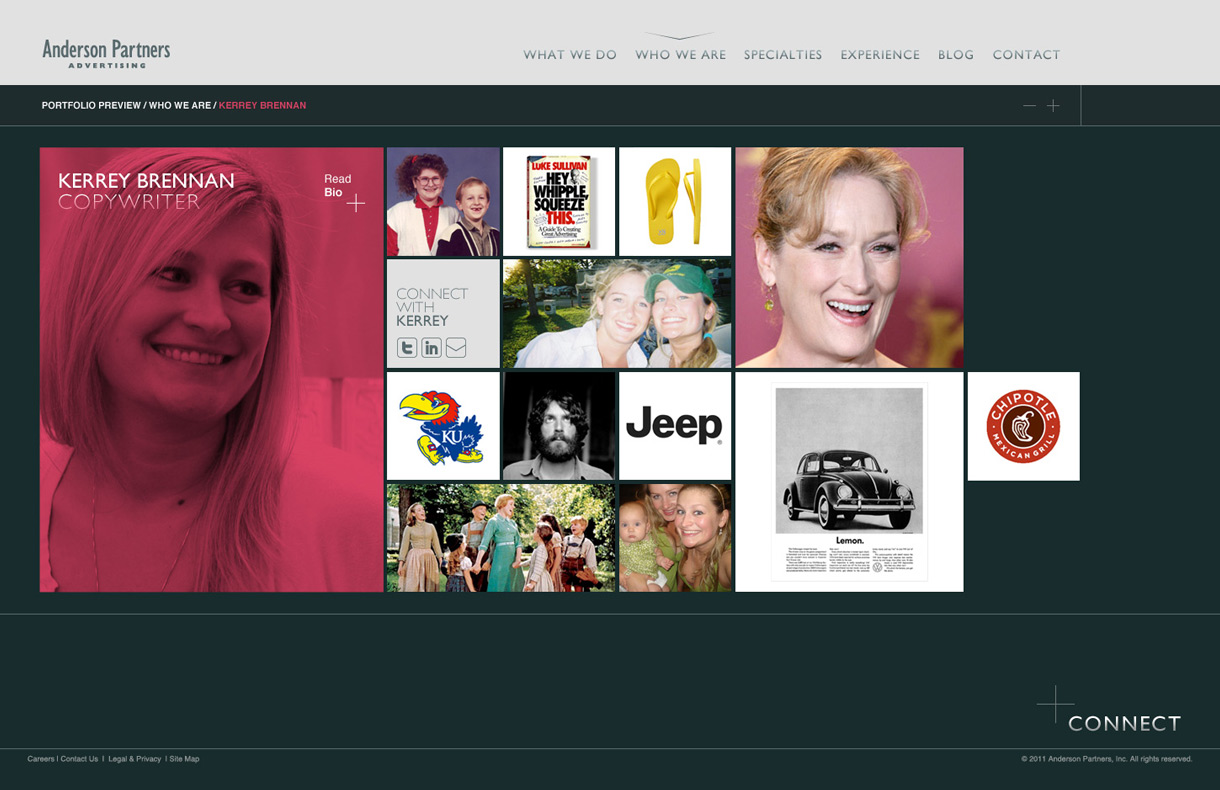 Anderson Partners
ADVERTISING
WHAT WE DO
WHO WE ARE
SPECIALTIES
EXPERIENCE
BLOG
CONTACT
PORTFOLIO PREVIEW / WHO WE ARE / KERREY BRENNAN
KERREY BRENNAN
COPYWRITER
Read
Bio
LUKE SULLIVAN
HEY
WHIPPLE,
SQUEEZE
THIS.
A Guide To Creating
Great Advertising
CONNECT
WITH
KERREY
t
in
KU
Jeep
®
Lemon.
CHIPOTLE
MEXICAN GRILL
CONNECT
Careers | Contact Us | Legal & Privacy | Site Map
© 2011 Anderson Partners, Inc. All rights reserved.